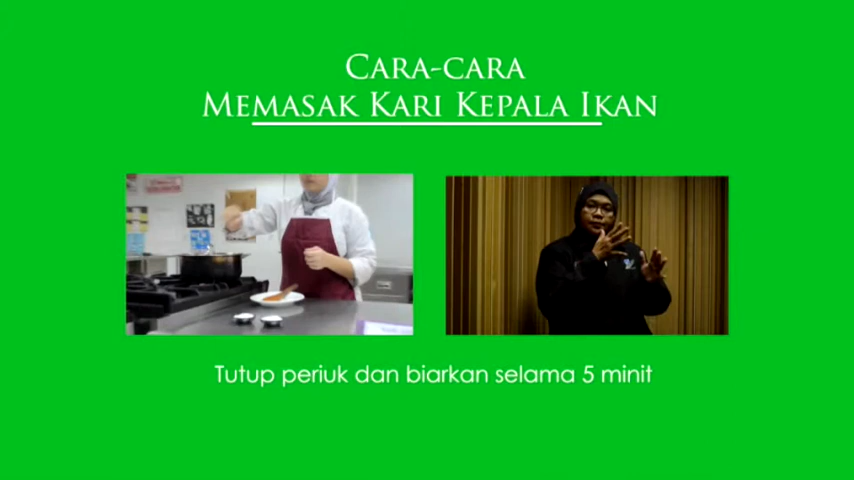 CARA-CARA
MEMASAK KARI KEPALA IKAN
Tutup periuk dan biarkan selama 5 minit